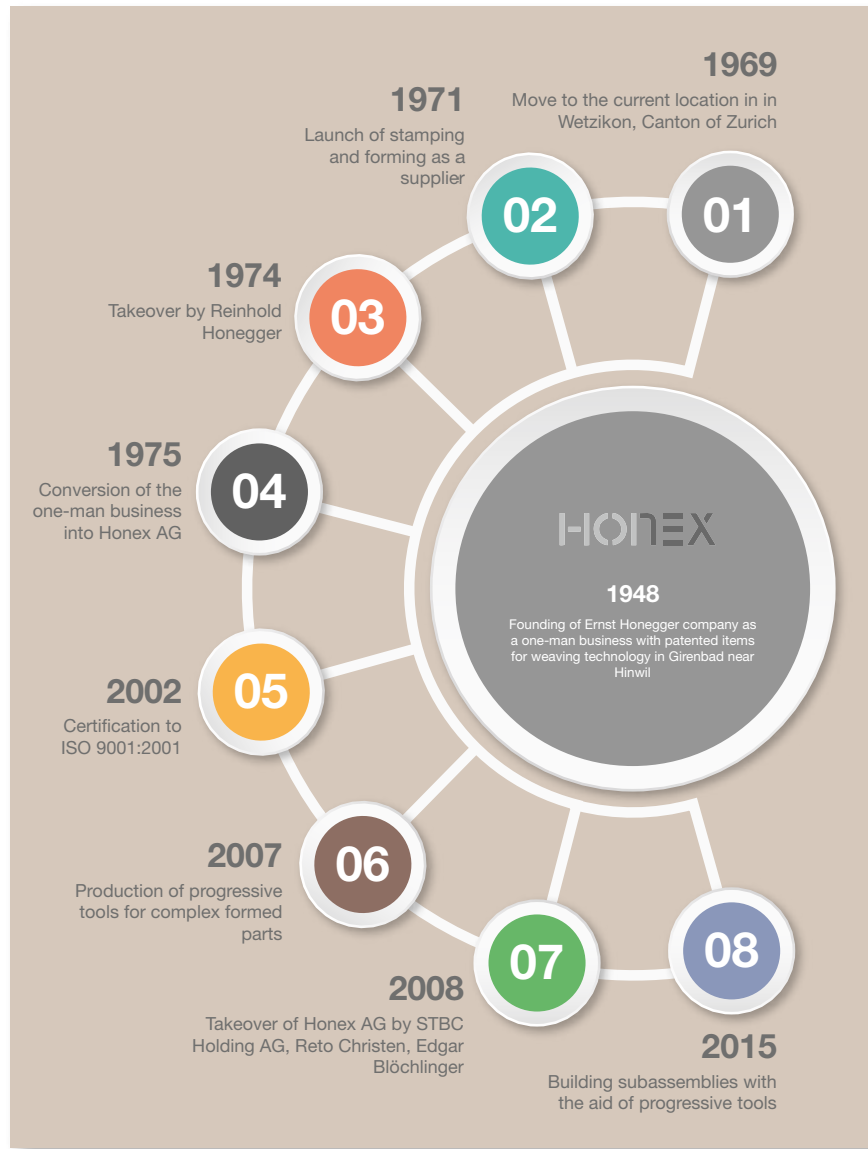 1969
Move to the current location in in
Wetzikon, Canton of Zurich
01
1971
Launch of stamping
and forming as a
supplier
02
1974
Takeover by Reinhold
Honegger
03
1975
Conversion of the
one-man business
into Honex AG
04
HONEX
1948
Founding of Ernst Honegger company as
a one-man business with patented items
for weaving technology in Girenbad near
Hinwil
2002
Certification to
ISO 9001:2001
05
2007
Production of progressive
tools for complex formed
parts
06
2008
Takeover of Honex AG by STBC
Holding AG, Reto Christen, Edgar
Blöchlinger
07
08
2015
Building subassemblies with
the aid of progressive tools